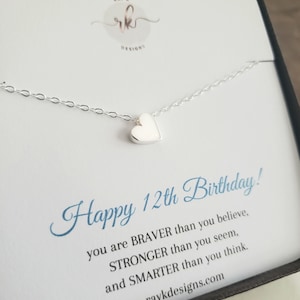 rk
DESIGNS
Happy 12th Birthday!
you are BRAVER than you believe,
STRONGER than you seem,
and SMARTER than you think.
raykdesigns.com